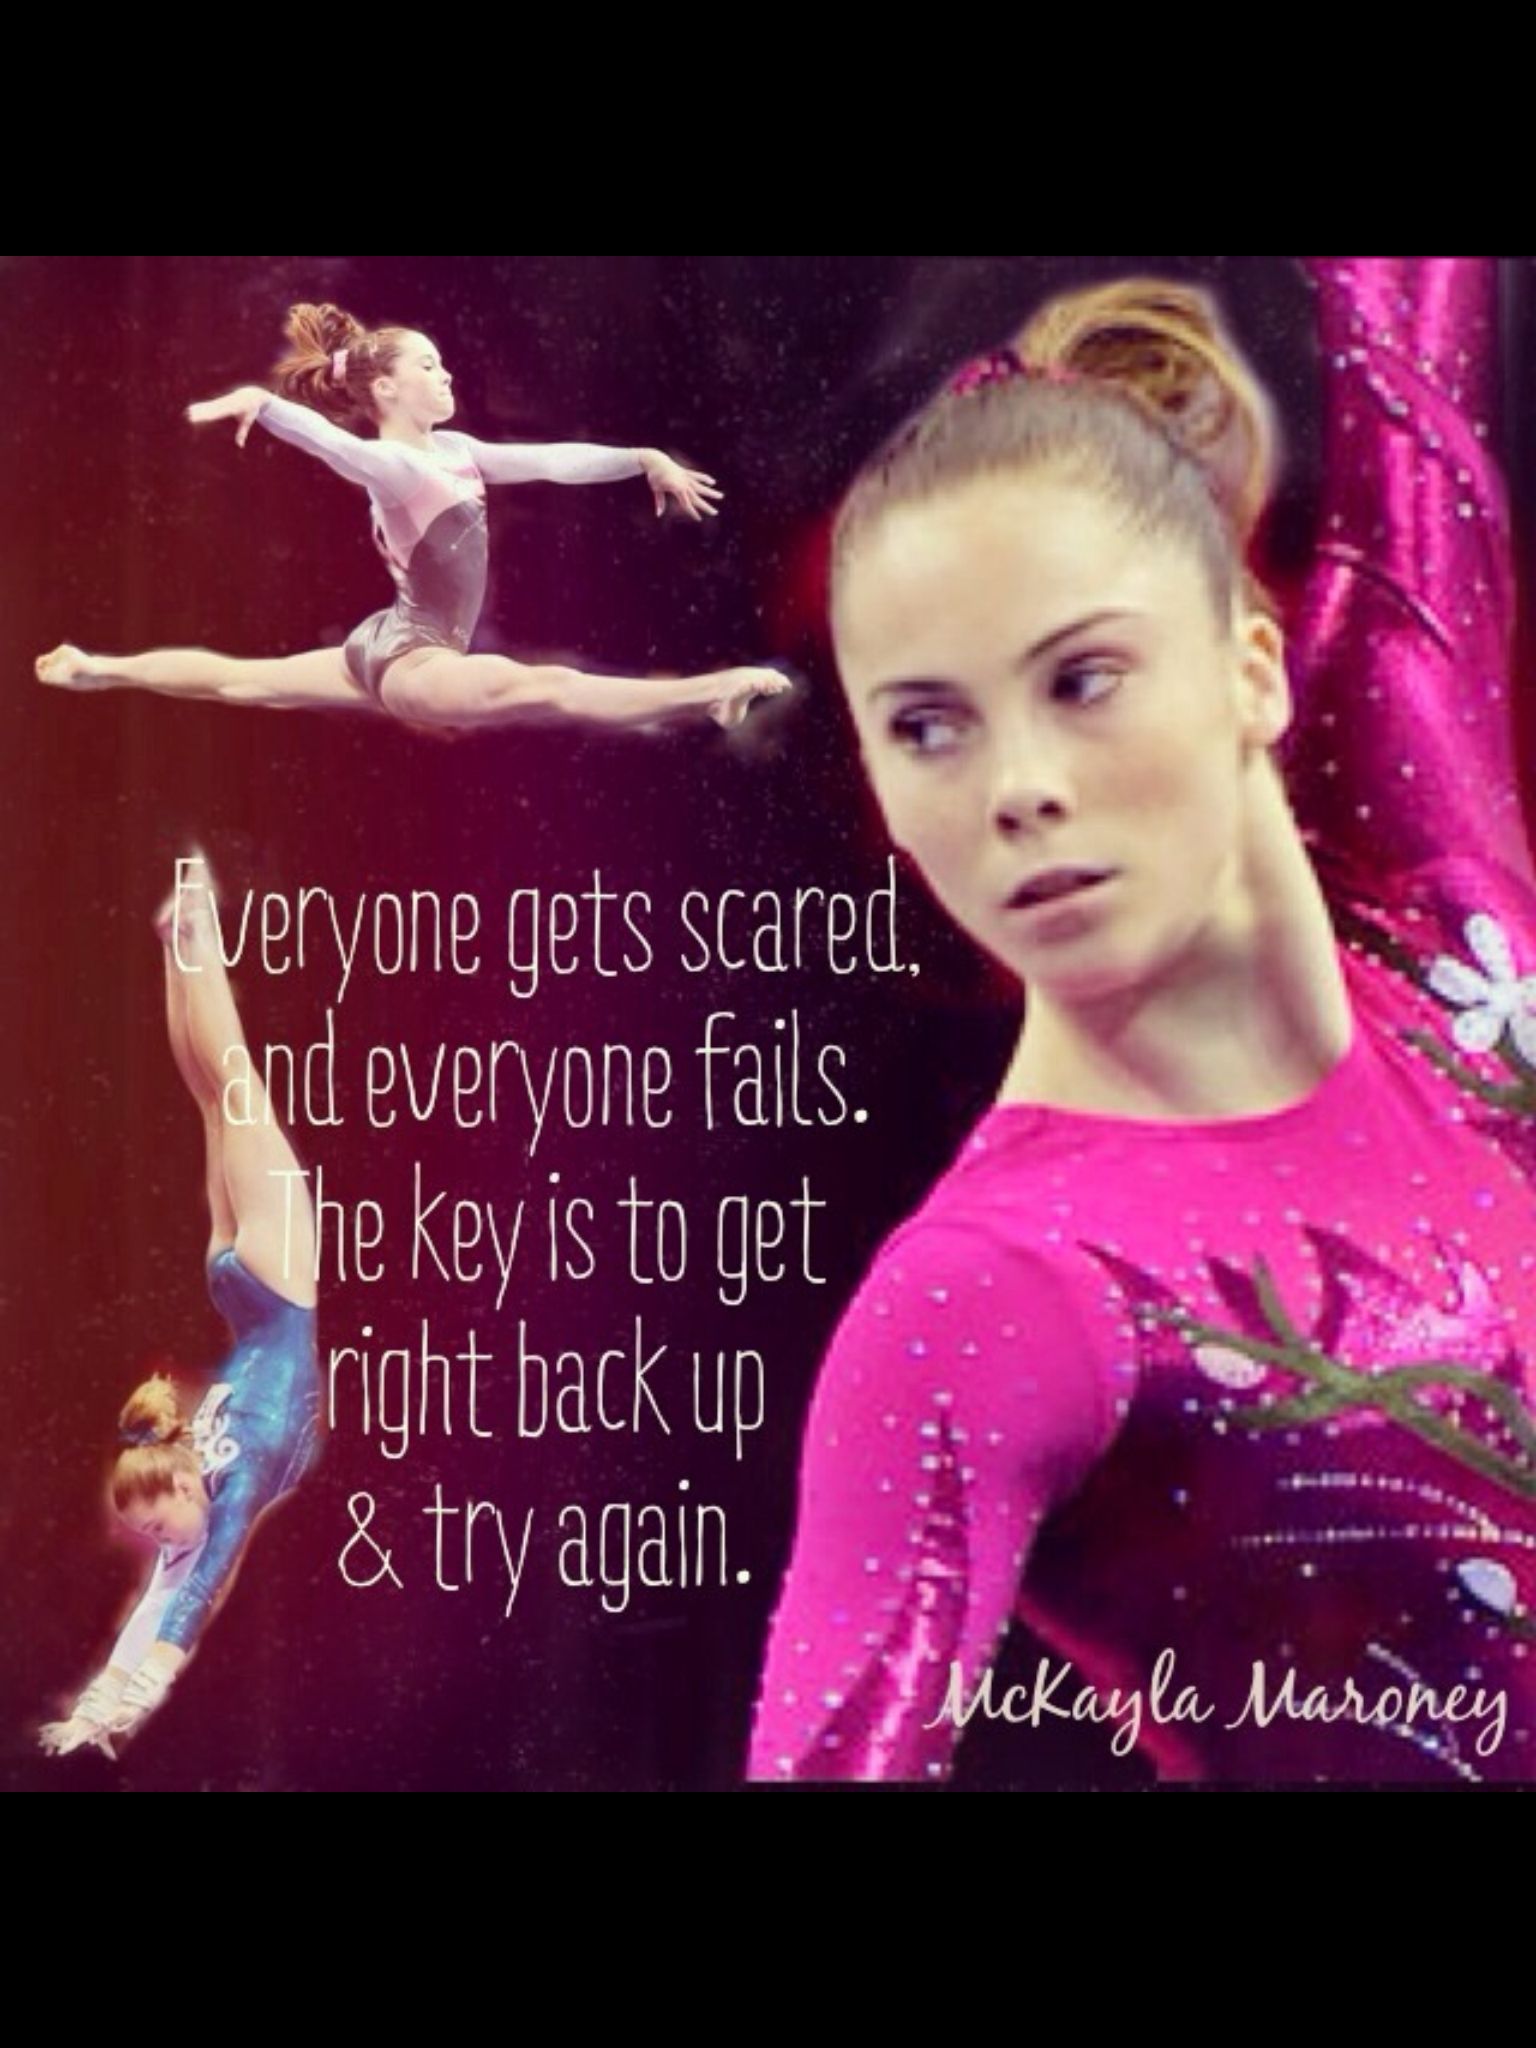 Everyone gets scared,
and everyone fails.
The key is to get
right back up
& try again.
McKayla Maroney